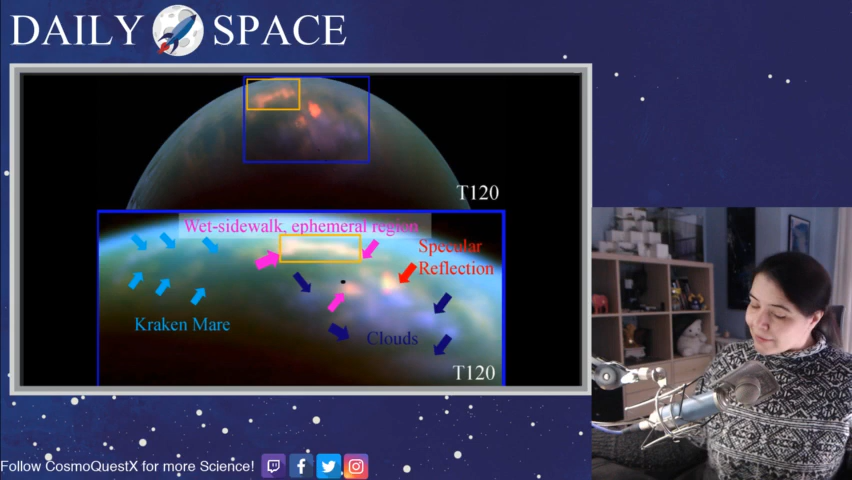 DAILY SPACE
T120
Wet-sidewalk, ephemeral region
Specular
Reflection
Kraken Mare
Clouds
T120
Follow CosmoQuestX for more Science!